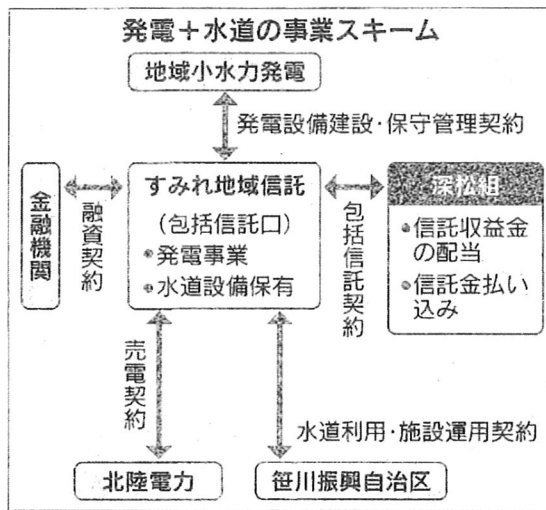 発電＋水道の事業スキーム
地域小水力発電
発電設備建設・保守管理契約
金融機関
融資契約
すみれ地域信託
(包括信託口)
•発電事業
•水道設備保有
包括信託契約
深松組
•信託収益金
の配当
•信託金払い
込み
売電契約
水道利用・施設運用契約
北陸電力
笹川振興自治区